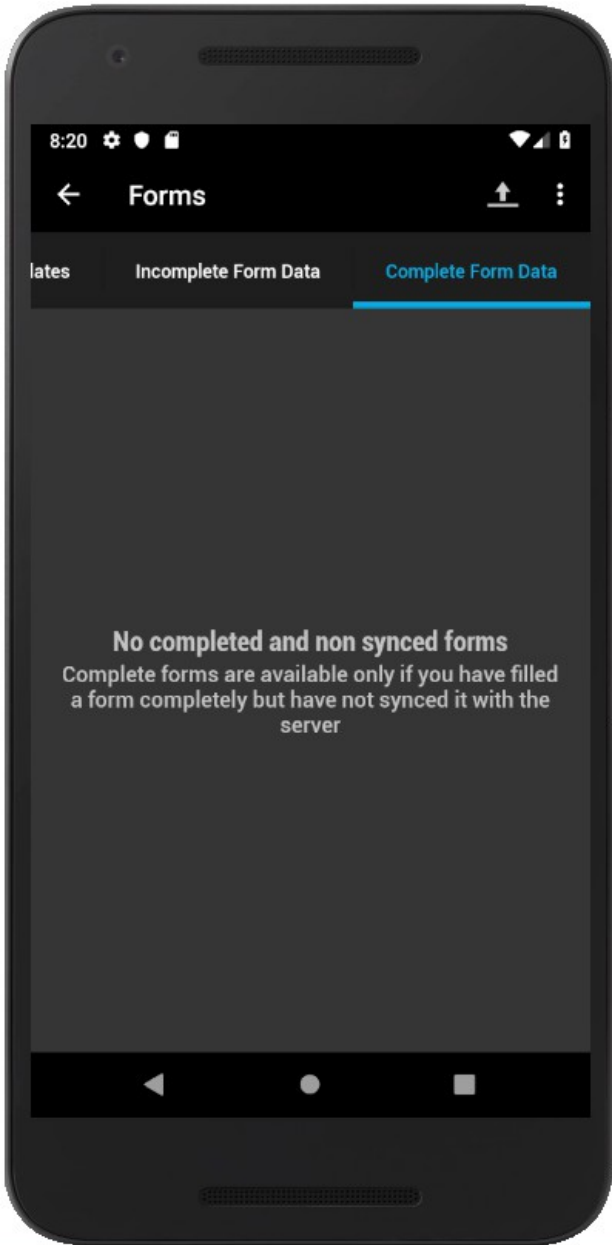 8:20
Forms
lates
Incomplete Form Data
Complete Form Data
No completed and non synced forms
Complete forms are available only if you have filled
a form completely but have not synced it with the
server